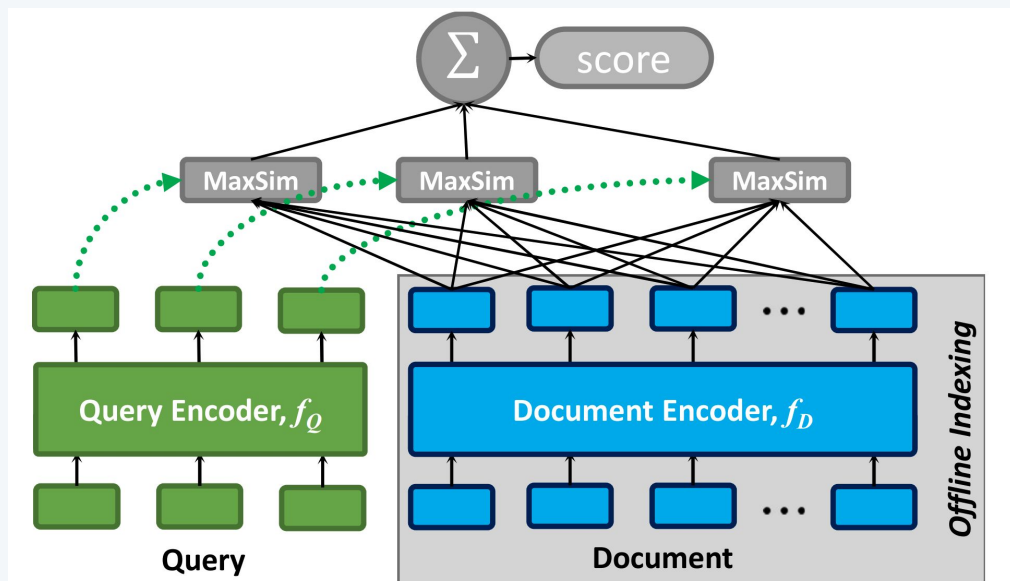 Σ
score
MaxSim
MaxSim
MaxSim
Query Encoder, f_Q
Document Encoder, f_D
Offline Indexing
Query
Document